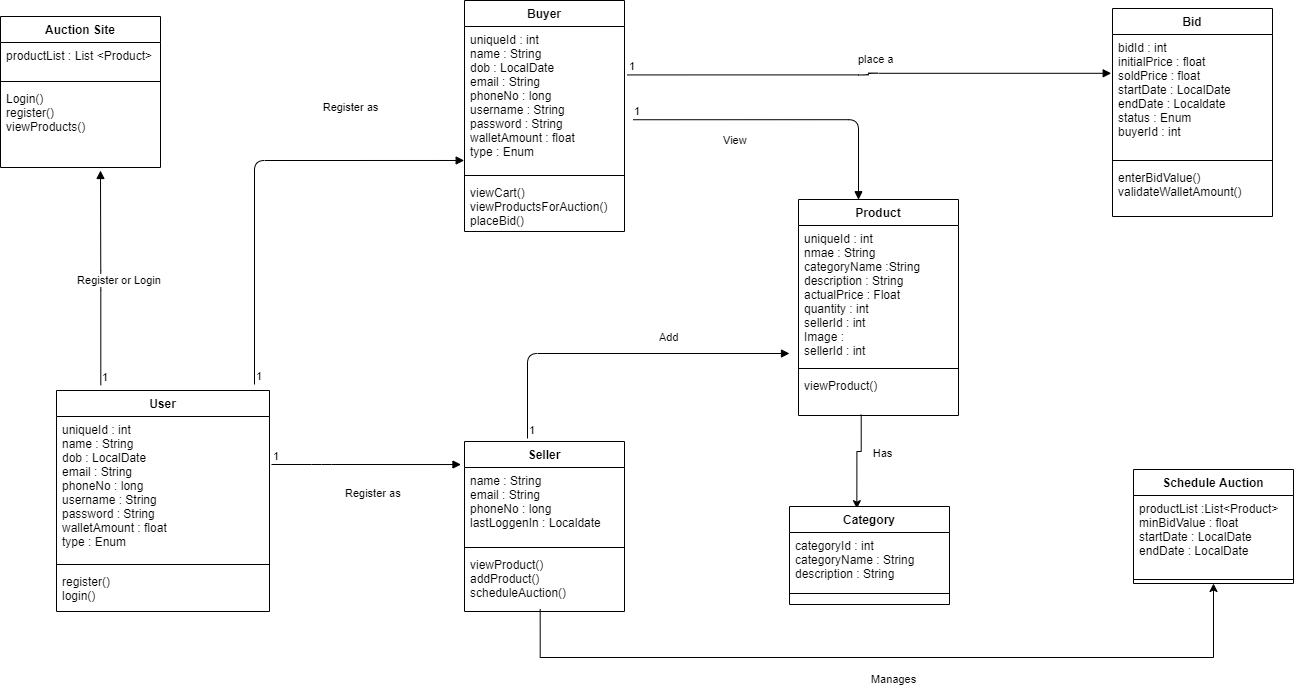 Auction Site
productList : List <Product>
Login()
register()
viewProducts()
Register or Login
1
User
uniqueId : int
name : String
dob : LocalDate
email : String
phoneNo : long
username : String
password : String
walletAmount : float
type : Enum
register()
login()
1
Register as
1
Register as
Buyer
uniqueId : int
name : String
dob : LocalDate
email : String
phoneNo : long
username : String
password : String
walletAmount : float
type : Enum
viewCart()
viewProductsForAuction()
placeBid()
1
place a
1
View
Seller
name : String
email : String
phoneNo : long
lastLoggenIn : Localdate
viewProduct()
addProduct()
scheduleAuction()
1
Add
Manages
Product
uniqueId : int
nmae : String
categoryName :String
description : String
actualPrice : Float
quantity : int
sellerId : int
Image :
sellerId : int
viewProduct()
Has
Category
categoryId : int
categoryName : String
description : String
Bid
bidId : int
initialPrice : float
soldPrice : float
startDate : LocalDate
endDate : Localdate
status : Enum
buyerId : int
enterBidValue()
validateWalletAmount()
Schedule Auction
productList :List<Product>
minBidValue : float
startDate : LocalDate
endDate : LocalDate